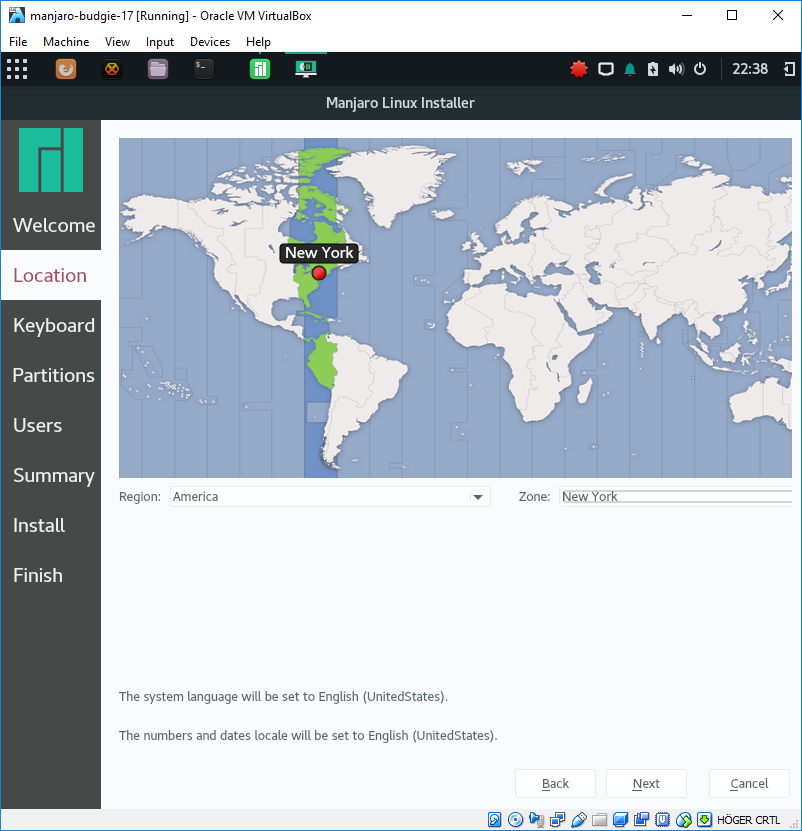 manjaro-budgie-17 [Running] - Oracle VM VirtualBox
File Machine View Input Devices Help
22:38
Manjaro Linux Installer
Welcome
Location
Keyboard
Partitions
Users
Summary
Install
Finish
New York
Region: America Zone: New York
The system language will be set to English (UnitedStates).
The numbers and dates locale will be set to English (UnitedStates).
Back Next Cancel
HÖGER CRTL